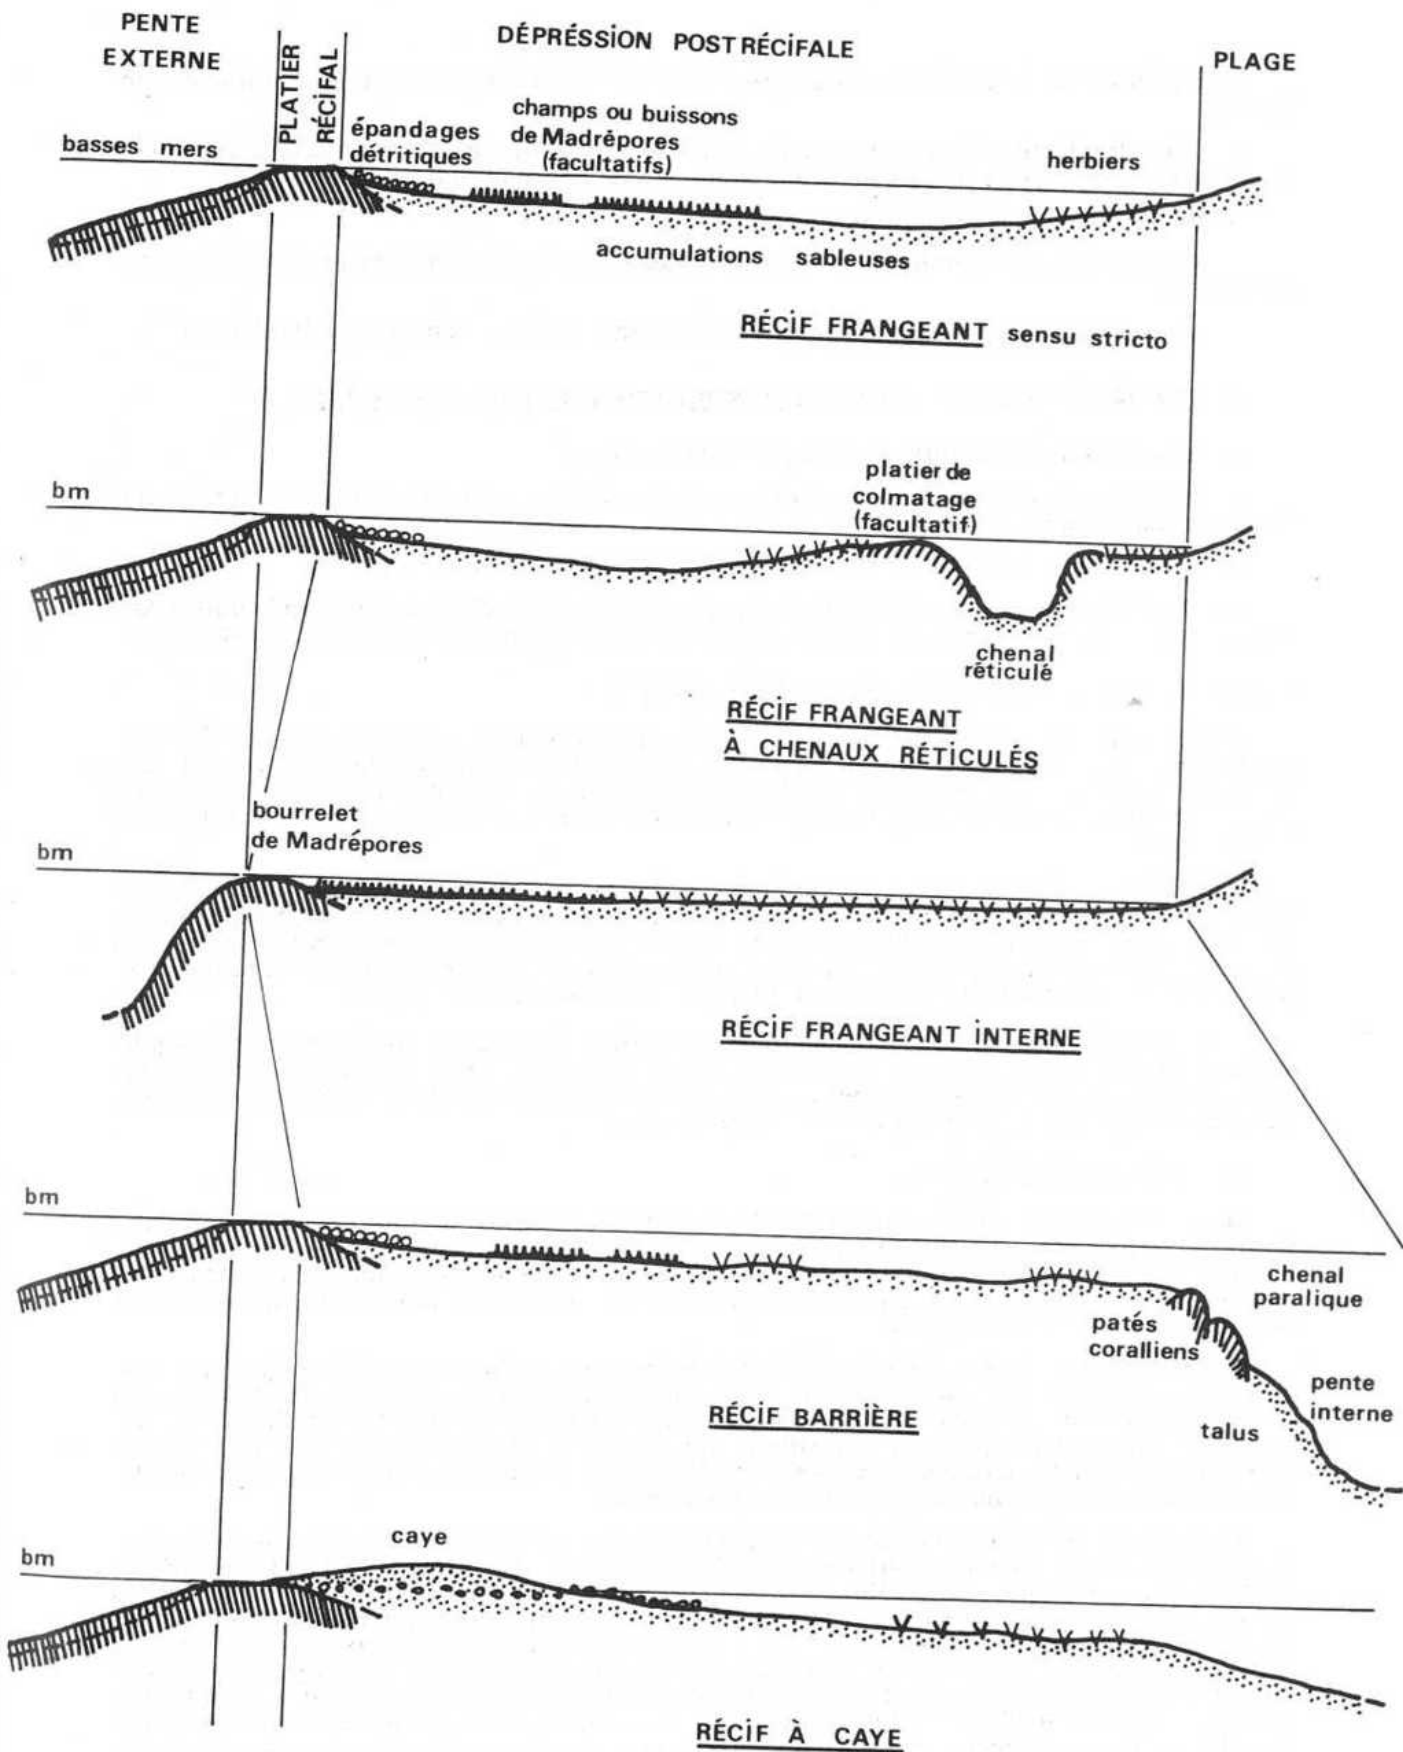 PENTE
EXTERNE
PLATIER
RÉCIFAL
DÉPRÉSSION POSTRÉCIFALE
PLAGE
basses mers
épandages
détritiques
champs ou buissons
de Madrépores
(facultatifs)
herbiers
accumulations sableuses
RÉCIF FRANGEANT sensu stricto
bm
platier de
colmatage
(facultatif)
chenal
réticulé
RÉCIF FRANGEANT
À CHENAUX RÉTICULÉS
bourrelet
de Madrépores
bm
RÉCIF FRANGEANT INTERNE
bm
chenal
paralique
patés
coralliens
pente
interne
talus
RÉCIF BARRIÈRE
caye
bm
RÉCIF À CAYE